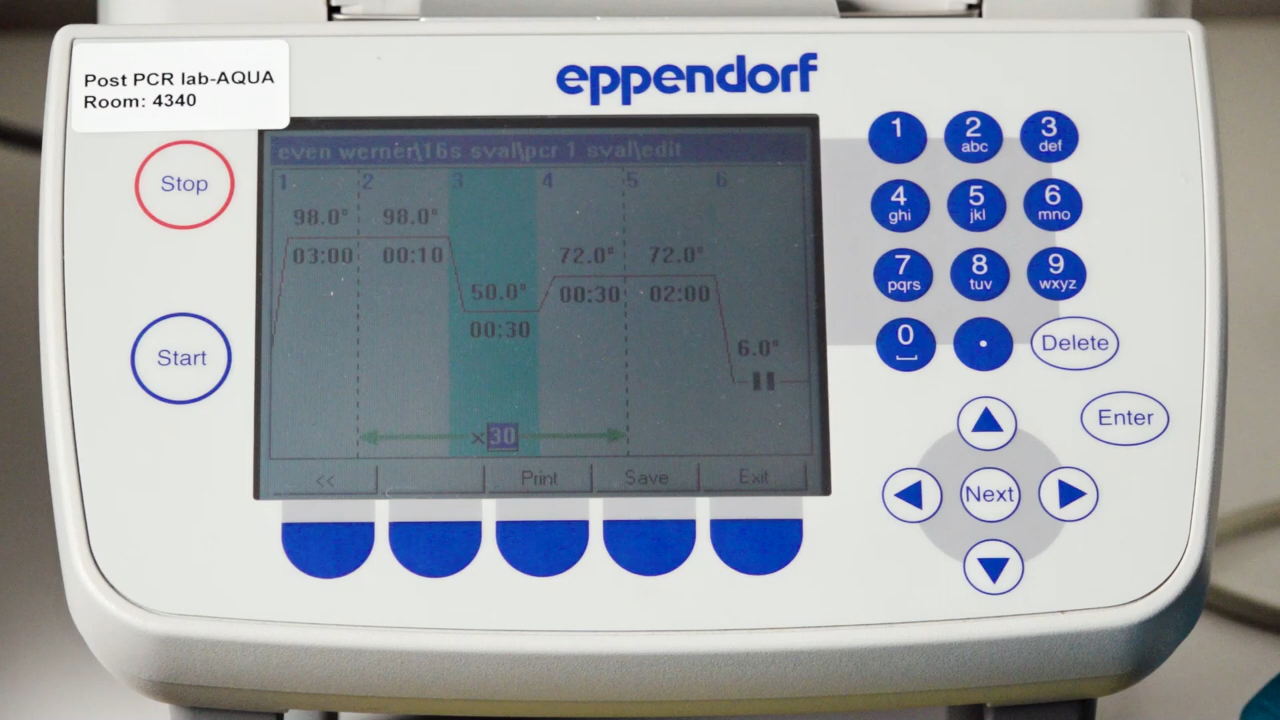 Post PCR lab-AQUA
Room: 4340
eppendorf
Stop
Start
even werner\16s sval\pcr 1 sval\edit
1 2 3 4 5 6
98.0° 98.0°
03:00 00:10
72.0° 72.0°
50.0° 00:30 02:00
00:30
6.0°
×30
<< Print Save Exit
1 2 3
abc def
4 5 6
ghi jkl mno
7 8 9
pqrs tuv wxyz
0 . Delete
Enter
Next